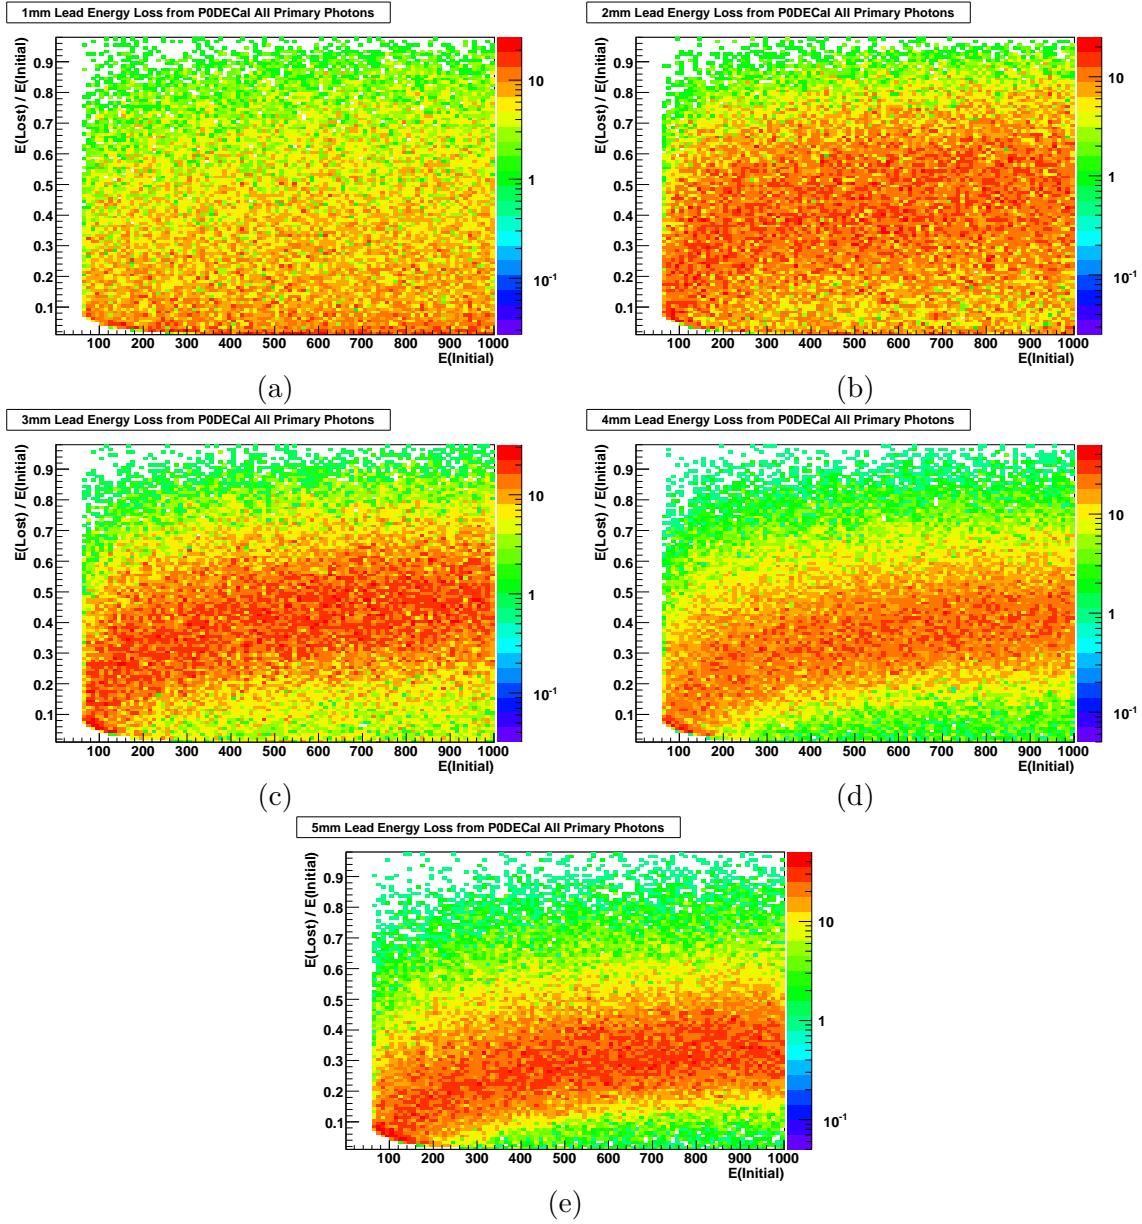 1mm Lead Energy Loss from P0DECal All Primary Photons
E(Lost) / E(Initial)
0.9
0.8
0.7
0.6
0.5
0.4
0.3
0.2
0.1
100 200 300 400 500 600 700 800 900 1000
E(Initial)
10
1
10⁻¹
(a)
2mm Lead Energy Loss from P0DECal All Primary Photons
E(Lost) / E(Initial)
0.9
0.8
0.7
0.6
0.5
0.4
0.3
0.2
0.1
100 200 300 400 500 600 700 800 900 1000
E(Initial)
10
1
10⁻¹
(b)
3mm Lead Energy Loss from P0DECal All Primary Photons
E(Lost) / E(Initial)
0.9
0.8
0.7
0.6
0.5
0.4
0.3
0.2
0.1
100 200 300 400 500 600 700 800 900 1000
E(Initial)
10
1
10⁻¹
(c)
4mm Lead Energy Loss from P0DECal All Primary Photons
E(Lost) / E(Initial)
0.9
0.8
0.7
0.6
0.5
0.4
0.3
0.2
0.1
100 200 300 400 500 600 700 800 900 1000
E(Initial)
10
1
10⁻¹
(d)
5mm Lead Energy Loss from P0DECal All Primary Photons
E(Lost) / E(Initial)
0.9
0.8
0.7
0.6
0.5
0.4
0.3
0.2
0.1
100 200 300 400 500 600 700 800 900 1000
E(Initial)
10
1
10⁻¹
(e)